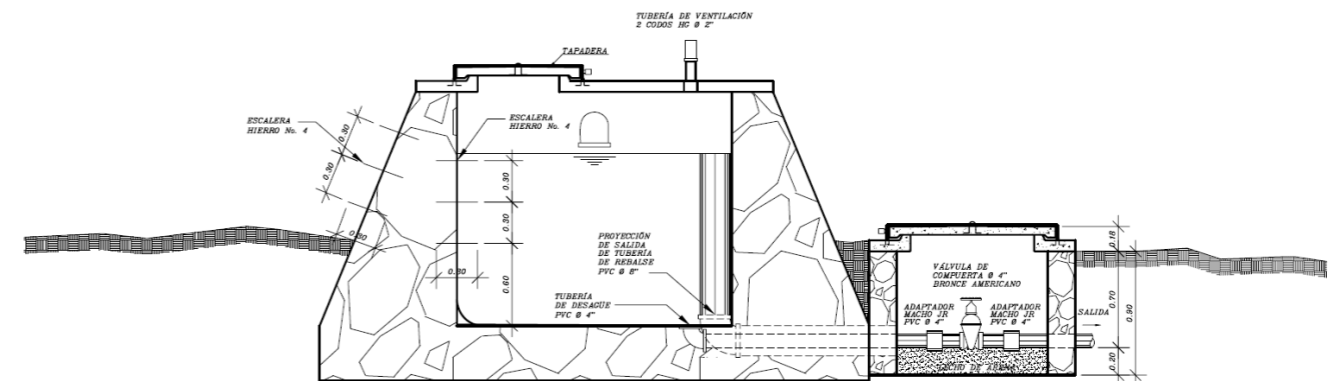 TUBERÍA DE VENTILACIÓN
2 CODOS HG Ø 2"
TAPADERA
ESCALERA
HIERRO No. 4
0.30
0.30
0.30
ESCALERA
HIERRO No. 4
0.30
0.30
0.60
0.30
PROYECCIÓN
DE SALIDA
DE TUBERÍA
DE REBALSE
PVC Ø 8"
TUBERÍA
DE DESAGÜE
PVC Ø 4"
VÁLVULA DE
COMPUERTA Ø 4"
BRONCE AMERICANO
ADAPTADOR
MACHO JR
PVC Ø 4"
ADAPTADOR
MACHO JR
PVC Ø 4"
SALIDA
LECHO DE ARENA
0.18
0.70
0.90
0.20